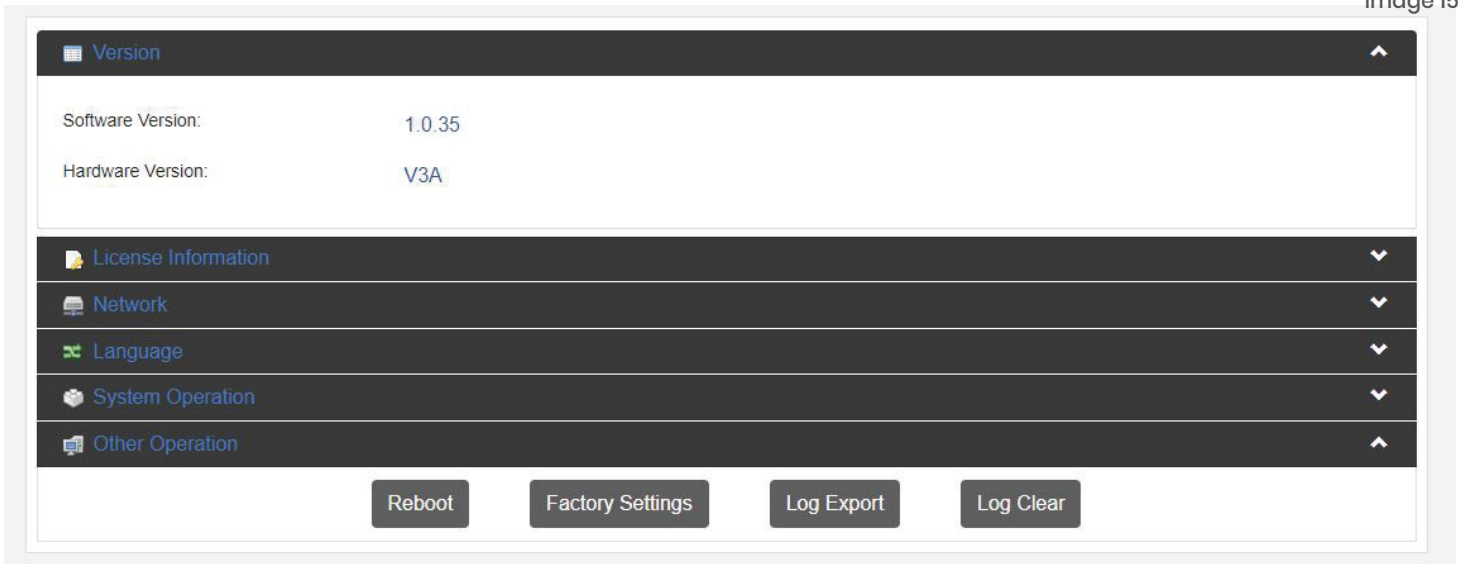 Version
Software Version: 1.0.35
Hardware Version: V3A
License Information
Network
Language
System Operation
Other Operation
Reboot Factory Settings Log Export Log Clear